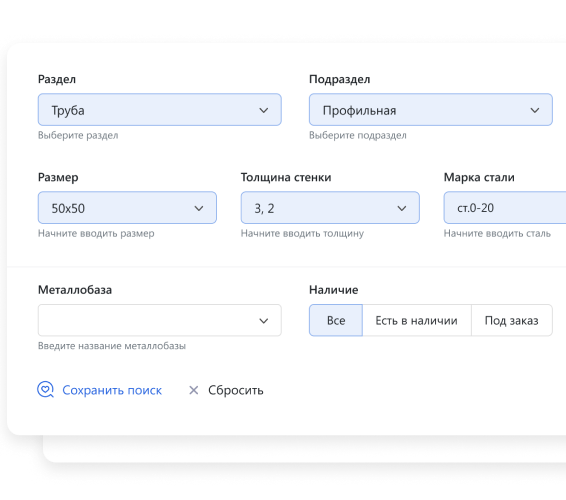 Раздел
Подраздел
Труба
Профильная
Выберите раздел
Выберите подраздел
Размер
Толщина стенки
Марка стали
50x50
3, 2
ст.0-20
Начните вводить размер
Начните вводить толщину
Начните вводить сталь
Металлобаза
Наличие
Все
Есть в наличии
Под заказ
Введите название металлобазы
Сохранить поиск
Сбросить